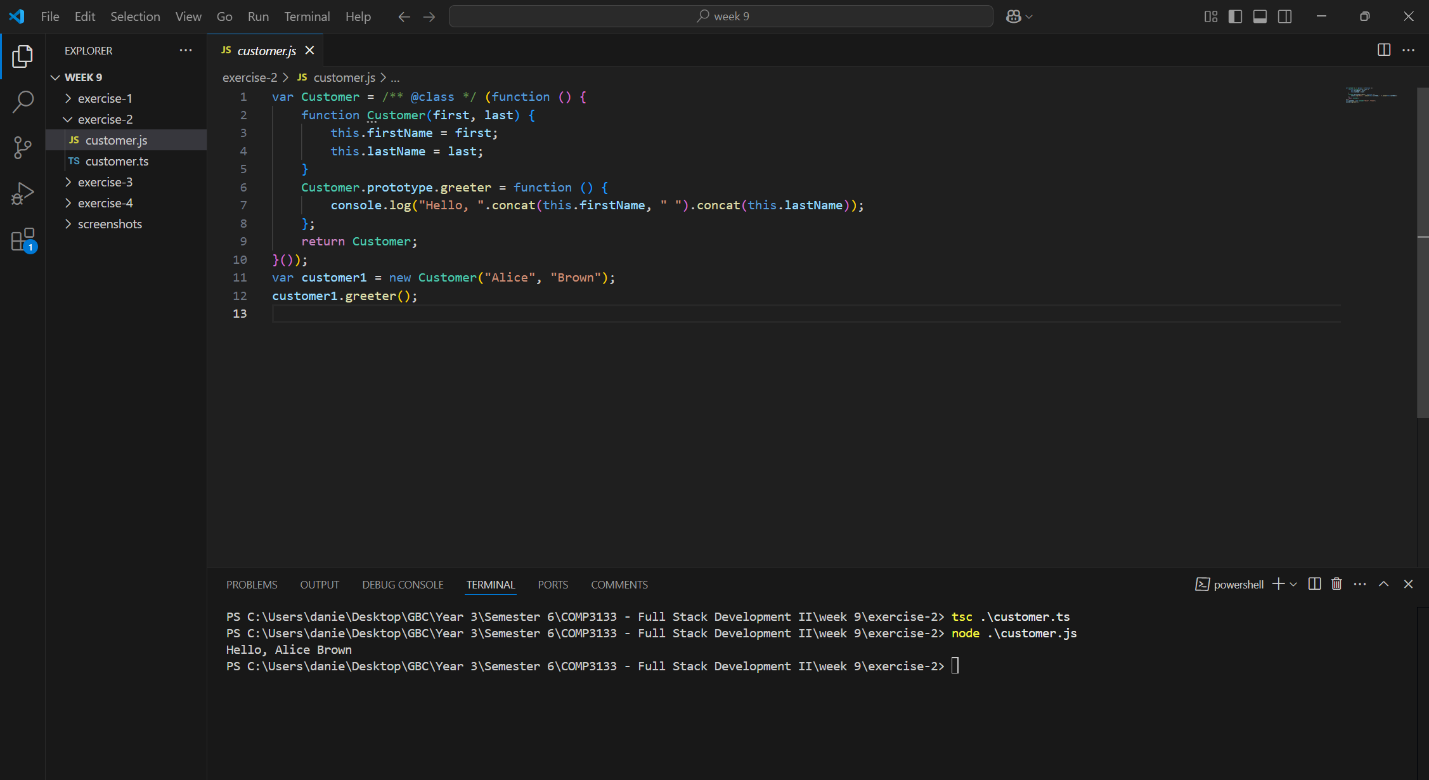 File Edit Selection View Go Run Terminal Help
week 9
EXPLORER
WEEK 9
exercise-1
exercise-2
JS customer.js
TS customer.ts
exercise-3
exercise-4
screenshots
1
JS customer.js
exercise-2 > JS customer.js > ...
1 var Customer = /** @class */ (function () {
2     function Customer(first, last) {
3         this.firstName = first;
4         this.lastName = last;
5     }
6     Customer.prototype.greeter = function () {
7         console.log("Hello, ".concat(this.firstName, " ").concat(this.lastName));
8     };
9     return Customer;
10 }());
11 var customer1 = new Customer("Alice", "Brown");
12 customer1.greeter();
13
PROBLEMS OUTPUT DEBUG CONSOLE TERMINAL PORTS COMMENTS
powershell
PS C:\Users\danie\Desktop\GBC\Year 3\Semester 6\COMP3133 - Full Stack Development II\week 9\exercise-2> tsc .\customer.ts
PS C:\Users\danie\Desktop\GBC\Year 3\Semester 6\COMP3133 - Full Stack Development II\week 9\exercise-2> node .\customer.js
Hello, Alice Brown
PS C:\Users\danie\Desktop\GBC\Year 3\Semester 6\COMP3133 - Full Stack Development II\week 9\exercise-2>